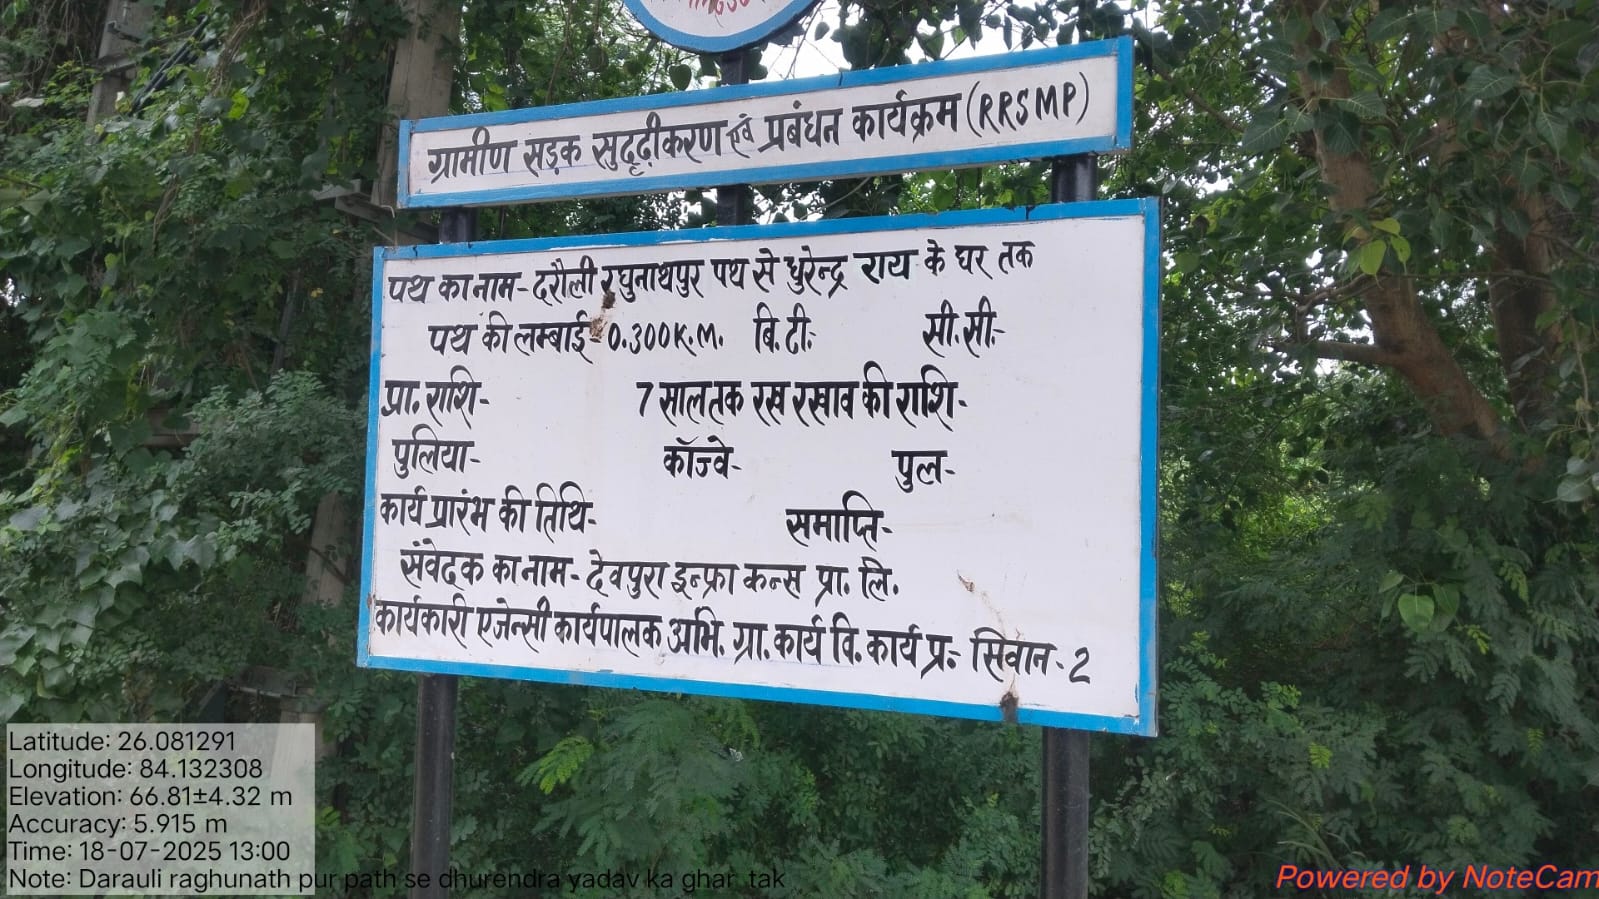 ग्रामीण सड़क सुदृढ़ीकरण एवं प्रबंधन कार्यक्रम (RRSMP)
पथ का नाम- दरौली रघुनाथपुर पथ से धुरेन्द्र राय के घर तक
पथ की लम्बाई- 0.300K.M. बि.टी.- सी.सी.-
प्रा. राशि- 7 साल तक रख रखाव की राशि-
पुलिया- कॉज्वे- पुल-
कार्य प्रारंभ की तिथि- समाप्ति-
संवेदक का नाम- देवपुरा इन्फ्रा कन्स प्रा. लि.
कार्यकारी एजेन्सी कार्यपालक अभि. ग्रा. कार्य वि. कार्य प्र.- सिवान-2
Latitude: 26.081291
Longitude: 84.132308
Elevation: 66.81±4.32 m
Accuracy: 5.915 m
Time: 18-07-2025 13:00
Note: Darauli raghunath pur path se dhurendra yadav ka ghar tak
Powered by NoteCam